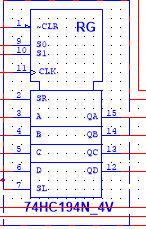 1 ~CLR RG
9 S0
10 S1
11 CLK
2 SR
3 A QA 15
4 B QB 14
5 C QC 13
6 D QD 12
7 SL
74HC194N_4V